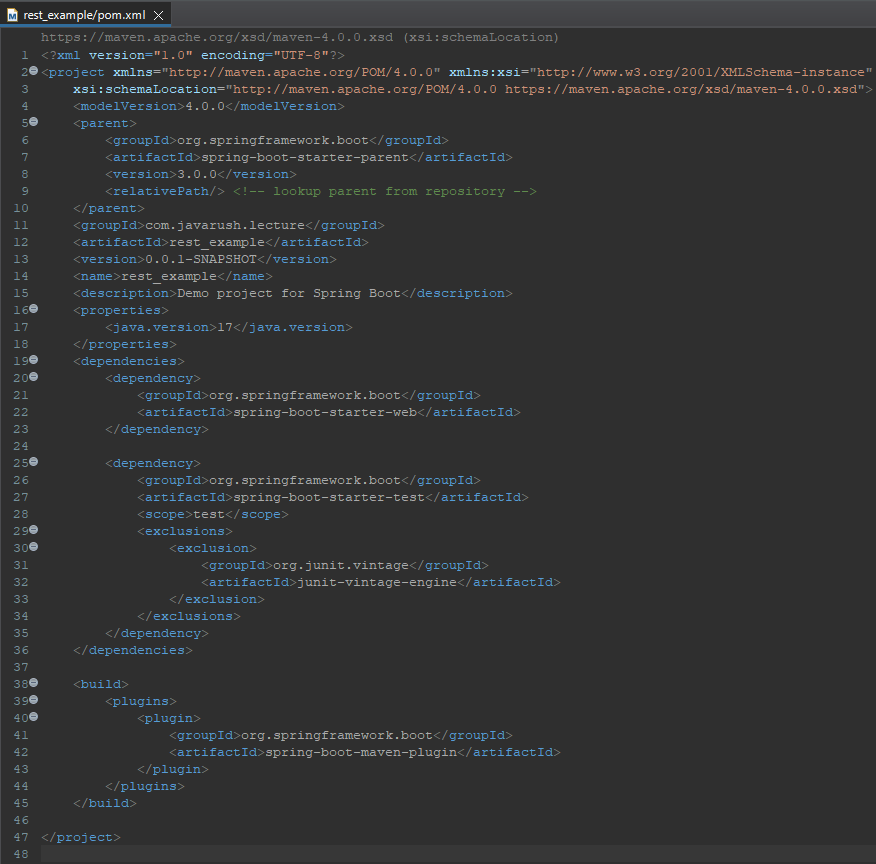 rest_example/pom.xml
https://maven.apache.org/xsd/maven-4.0.0.xsd (xsi:schemaLocation)
1 <?xml version="1.0" encoding="UTF-8"?>
2 <project xmlns="http://maven.apache.org/POM/4.0.0" xmlns:xsi="http://www.w3.org/2001/XMLSchema-instance"
3     xsi:schemaLocation="http://maven.apache.org/POM/4.0.0 https://maven.apache.org/xsd/maven-4.0.0.xsd">
4     <modelVersion>4.0.0</modelVersion>
5     <parent>
6         <groupId>org.springframework.boot</groupId>
7         <artifactId>spring-boot-starter-parent</artifactId>
8         <version>3.0.0</version>
9         <relativePath/> <!-- lookup parent from repository -->
10     </parent>
11     <groupId>com.javarush.lecture</groupId>
12     <artifactId>rest_example</artifactId>
13     <version>0.0.1-SNAPSHOT</version>
14     <name>rest_example</name>
15     <description>Demo project for Spring Boot</description>
16     <properties>
17         <java.version>17</java.version>
18     </properties>
19     <dependencies>
20         <dependency>
21             <groupId>org.springframework.boot</groupId>
22             <artifactId>spring-boot-starter-web</artifactId>
23         </dependency>
24
25         <dependency>
26             <groupId>org.springframework.boot</groupId>
27             <artifactId>spring-boot-starter-test</artifactId>
28             <scope>test</scope>
29             <exclusions>
30                 <exclusion>
31                     <groupId>org.junit.vintage</groupId>
32                     <artifactId>junit-vintage-engine</artifactId>
33                 </exclusion>
34             </exclusions>
35         </dependency>
36     </dependencies>
37
38     <build>
39         <plugins>
40             <plugin>
41                 <groupId>org.springframework.boot</groupId>
42                 <artifactId>spring-boot-maven-plugin</artifactId>
43             </plugin>
44         </plugins>
45     </build>
46
47 </project>
48